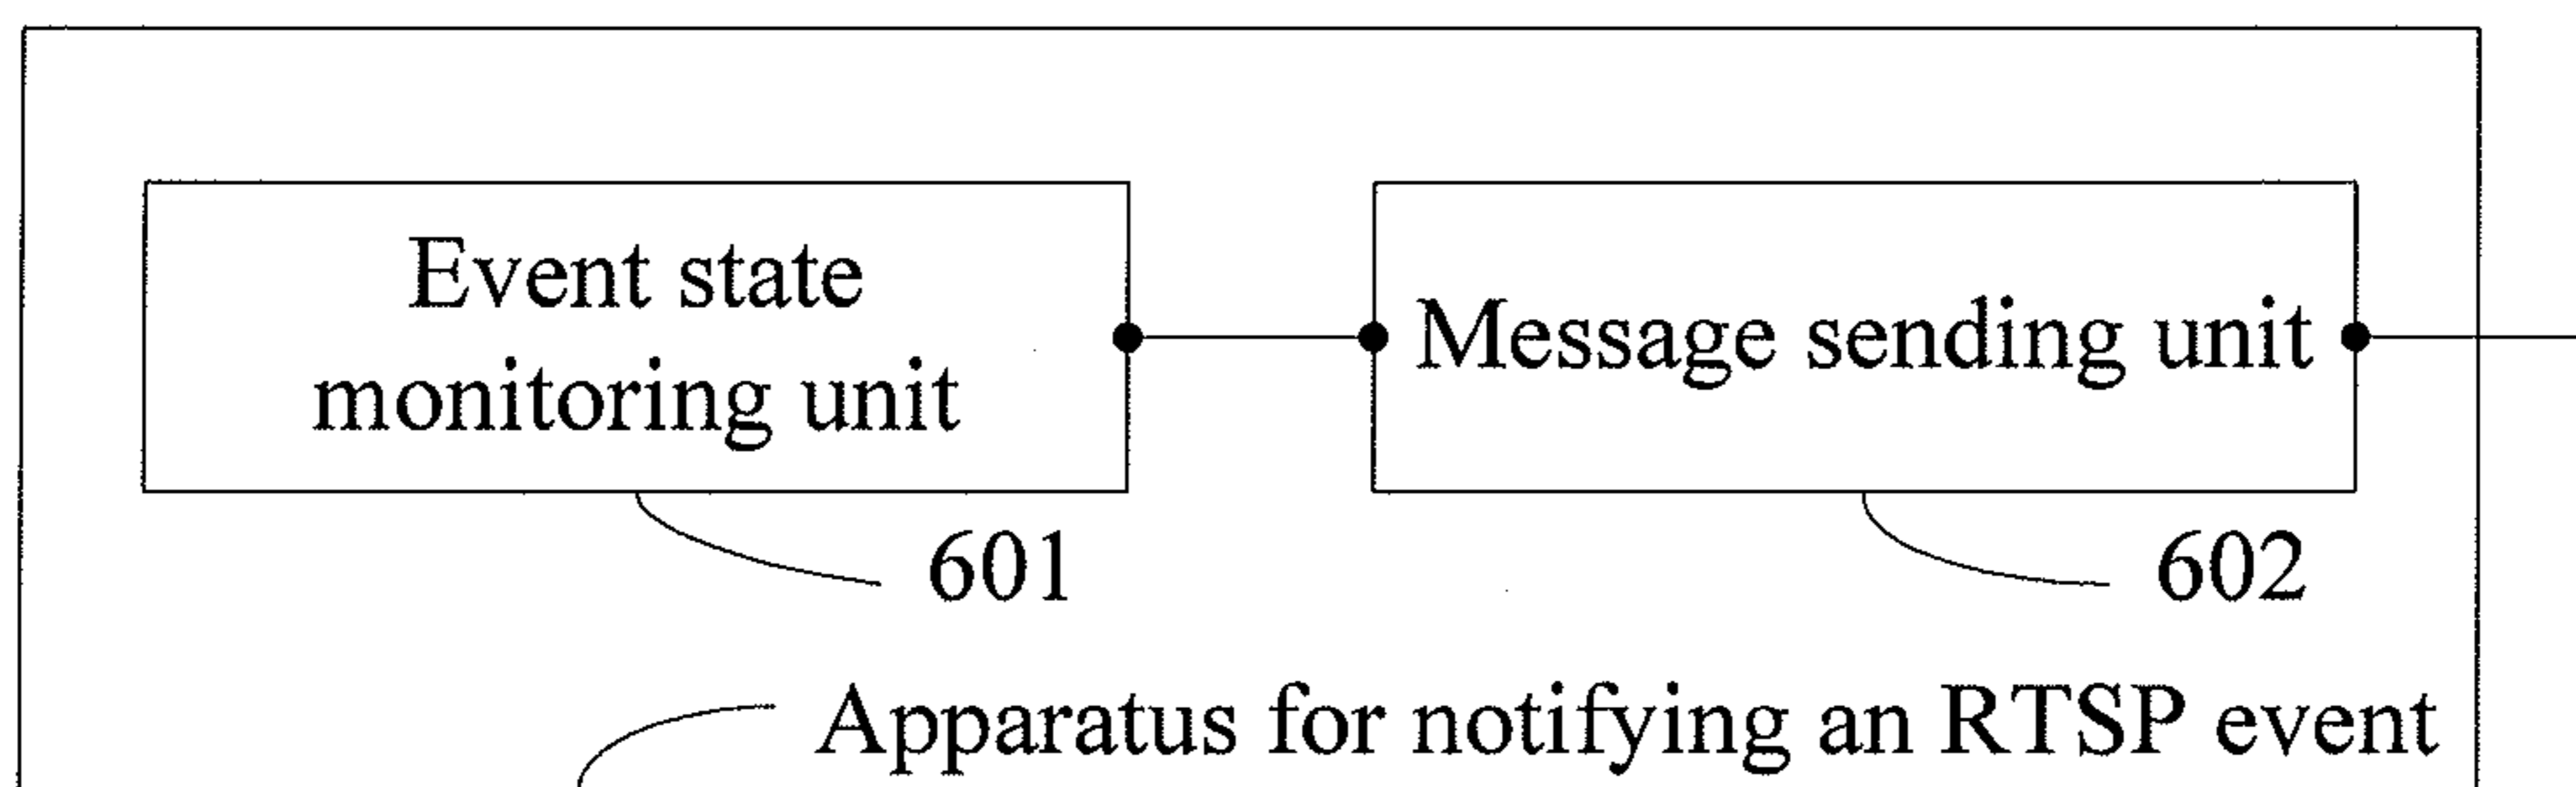 Event state
monitoring unit
Message sending unit
601
602
Apparatus for notifying an RTSP event